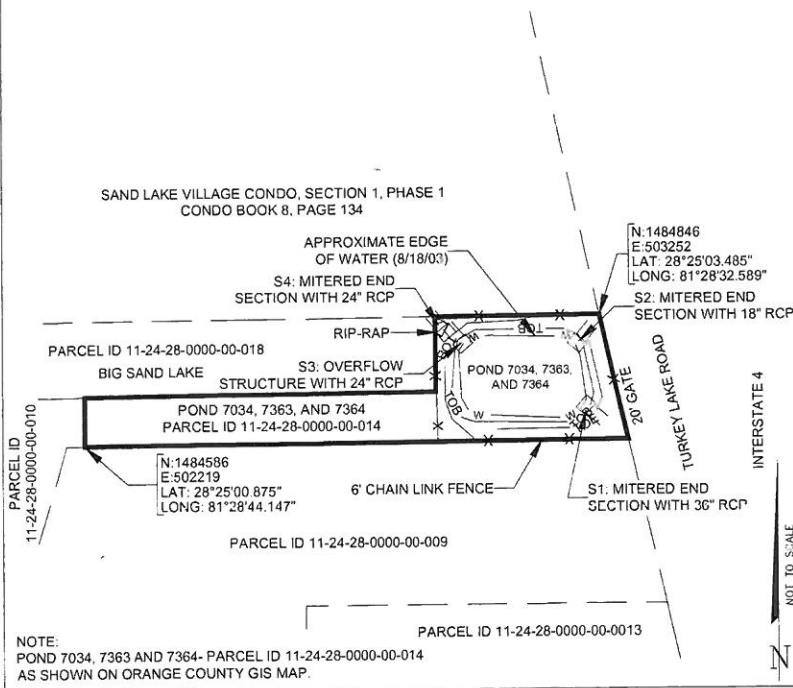 SAND LAKE VILLAGE CONDO, SECTION 1, PHASE 1
CONDO BOOK 8, PAGE 134
APPROXIMATE EDGE
OF WATER (8/18/03)
S4: MITERED END
SECTION WITH 24" RCP
N:1484846
E:503252
LAT: 28°25'03.485"
LONG: 81°28'32.589"
S2: MITERED END
SECTION WITH 18" RCP
RIP-RAP
TOB
PARCEL ID 11-24-28-0000-00-018
BIG SAND LAKE
S3: OVERFLOW
STRUCTURE WITH 24" RCP
W
W
POND 7034, 7363,
AND 7364
TOB
W
W
TOB
20' GATE
TURKEY LAKE ROAD
INTERSTATE 4
POND 7034, 7363, AND 7364
PARCEL ID 11-24-28-0000-00-014
PARCEL ID
11-24-28-0000-00-010
N:1484586
E:502219
LAT: 28°25'00.875"
LONG: 81°28'44.147"
6' CHAIN LINK FENCE
S1: MITERED END
SECTION WITH 36" RCP
PARCEL ID 11-24-28-0000-00-009
PARCEL ID 11-24-28-0000-00-0013
NOT TO SCALE
N
NOTE:
POND 7034, 7363 AND 7364- PARCEL ID 11-24-28-0000-00-014
AS SHOWN ON ORANGE COUNTY GIS MAP.